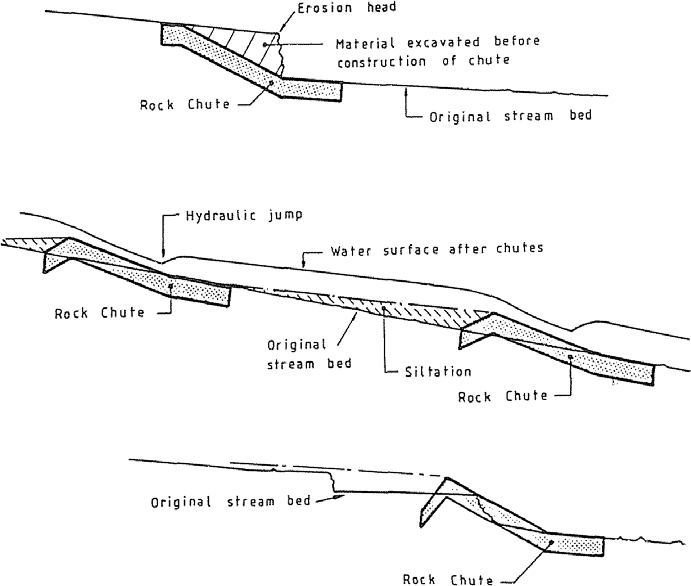 Erosion head
Material excavated before
construction of chute
Rock Chute
Original stream bed
Hydraulic jump
Water surface after chutes
Rock Chute
Original
stream bed
Siltation
Rock Chute
Original stream bed
Rock Chute